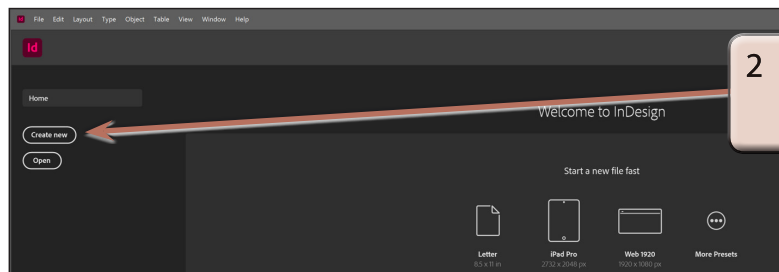 File Edit Layout Type Object Table View Window Help
Id
2
Home
Welcome to InDesign
Create new
Open
Start a new file fast
Letter iPad Pro Web 1920 More Presets
8.5 x 11 in 2732 x 2048 px 1920 x 1080 px